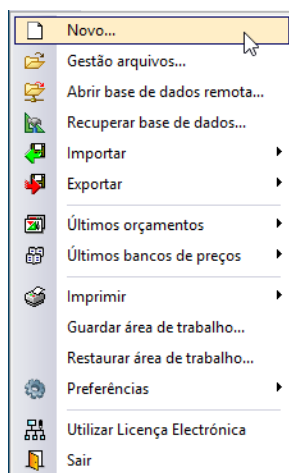 Novo...
Gestão arquivos...
Abrir base de dados remota...
Recuperar base de dados...
Importar
Exportar
Últimos orçamentos
Últimos bancos de preços
Imprimir
Guardar área de trabalho...
Restaurar área de trabalho...
Preferências
Utilizar Licença Electrónica
Sair